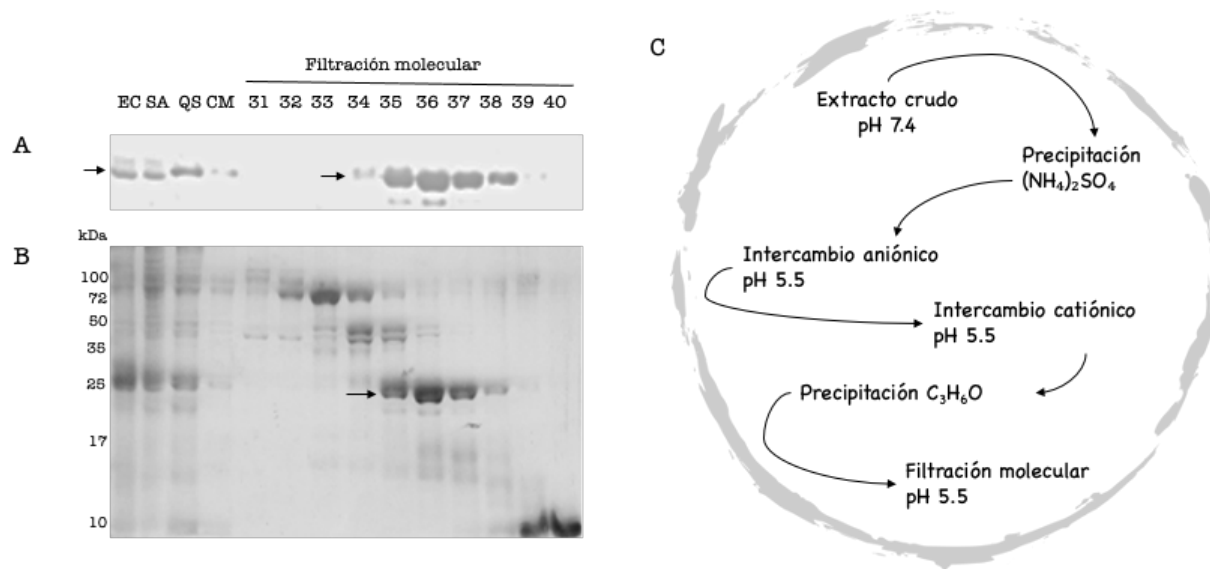 Filtración molecular
EC SA QS CM 31 32 33 34 35 36 37 38 39 40
A
kDa
B
100
72
50
35
25
17
10
C
Extracto crudo
pH 7.4
Precipitación
(NH₄)₂SO₄
Intercambio aniónico
pH 5.5
Intercambio catiónico
pH 5.5
Precipitación C₃H₆O
Filtración molecular
pH 5.5